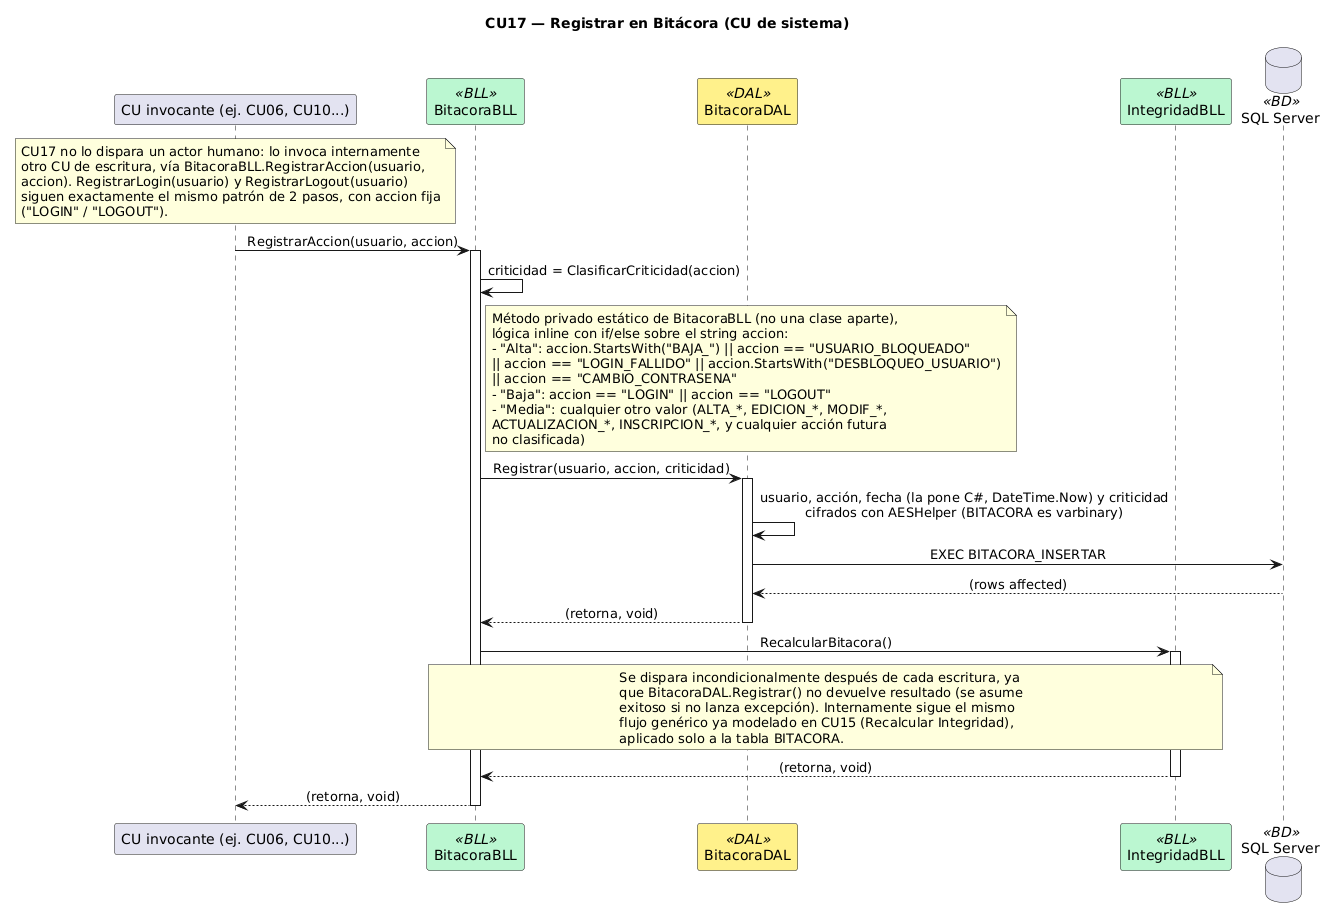 CU17 — Registrar en Bitácora (CU de sistema)
CU invocante (ej. CU06, CU10...)
«BLL»
BitacoraBLL
«DAL»
BitacoraDAL
«BLL»
IntegridadBLL
«BD»
SQL Server
CU17 no lo dispara un actor humano: lo invoca internamente
otro CU de escritura, vía BitacoraBLL.RegistrarAccion(usuario,
accion). RegistrarLogin(usuario) y RegistrarLogout(usuario)
siguen exactamente el mismo patrón de 2 pasos, con accion fija
("LOGIN" / "LOGOUT").
RegistrarAccion(usuario, accion)
criticidad = ClasificarCriticidad(accion)
Método privado estático de BitacoraBLL (no una clase aparte),
lógica inline con if/else sobre el string accion:
- "Alta": accion.StartsWith("BAJA_") || accion == "USUARIO_BLOQUEADO"
|| accion == "LOGIN_FALLIDO" || accion.StartsWith("DESBLOQUEO_USUARIO")
|| accion == "CAMBIO_CONTRASENA"
- "Baja": accion == "LOGIN" || accion == "LOGOUT"
- "Media": cualquier otro valor (ALTA_*, EDICION_*, MODIF_*,
ACTUALIZACION_*, INSCRIPCION_*, y cualquier acción futura
no clasificada)
Registrar(usuario, accion, criticidad)
usuario, acción, fecha (la pone C#, DateTime.Now) y criticidad
cifrados con AESHelper (BITACORA es varbinary)
EXEC BITACORA_INSERTAR
(rows affected)
(retorna, void)
RecalcularBitacora()
Se dispara incondicionalmente después de cada escritura, ya
que BitacoraDAL.Registrar() no devuelve resultado (se asume
exitoso si no lanza excepción). Internamente sigue el mismo
flujo genérico ya modelado en CU15 (Recalcular Integridad),
aplicado solo a la tabla BITACORA.
(retorna, void)
(retorna, void)
CU invocante (ej. CU06, CU10...)
«BLL»
BitacoraBLL
«DAL»
BitacoraDAL
«BLL»
IntegridadBLL
«BD»
SQL Server